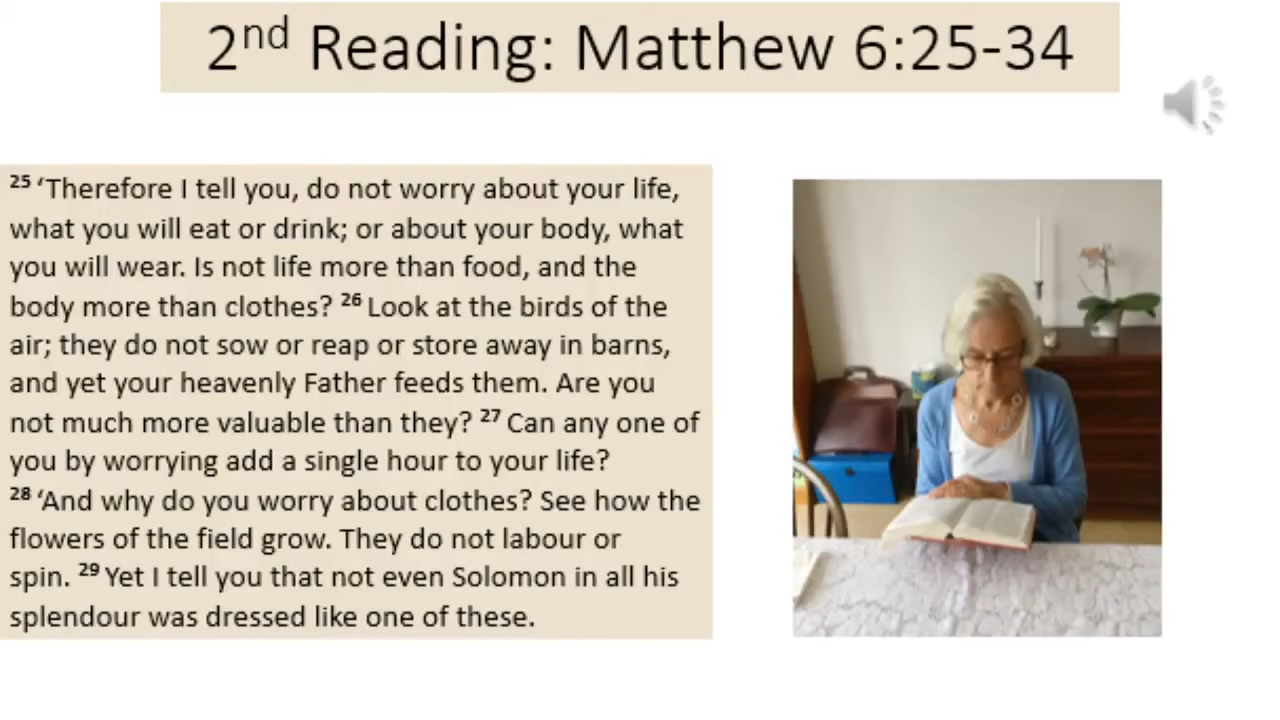 2nd Reading: Matthew 6:25-34
25 ‘Therefore I tell you, do not worry about your life,
what you will eat or drink; or about your body, what
you will wear. Is not life more than food, and the
body more than clothes? 26 Look at the birds of the
air; they do not sow or reap or store away in barns,
and yet your heavenly Father feeds them. Are you
not much more valuable than they? 27 Can any one of
you by worrying add a single hour to your life?
28 ‘And why do you worry about clothes? See how the
flowers of the field grow. They do not labour or
spin. 29 Yet I tell you that not even Solomon in all his
splendour was dressed like one of these.